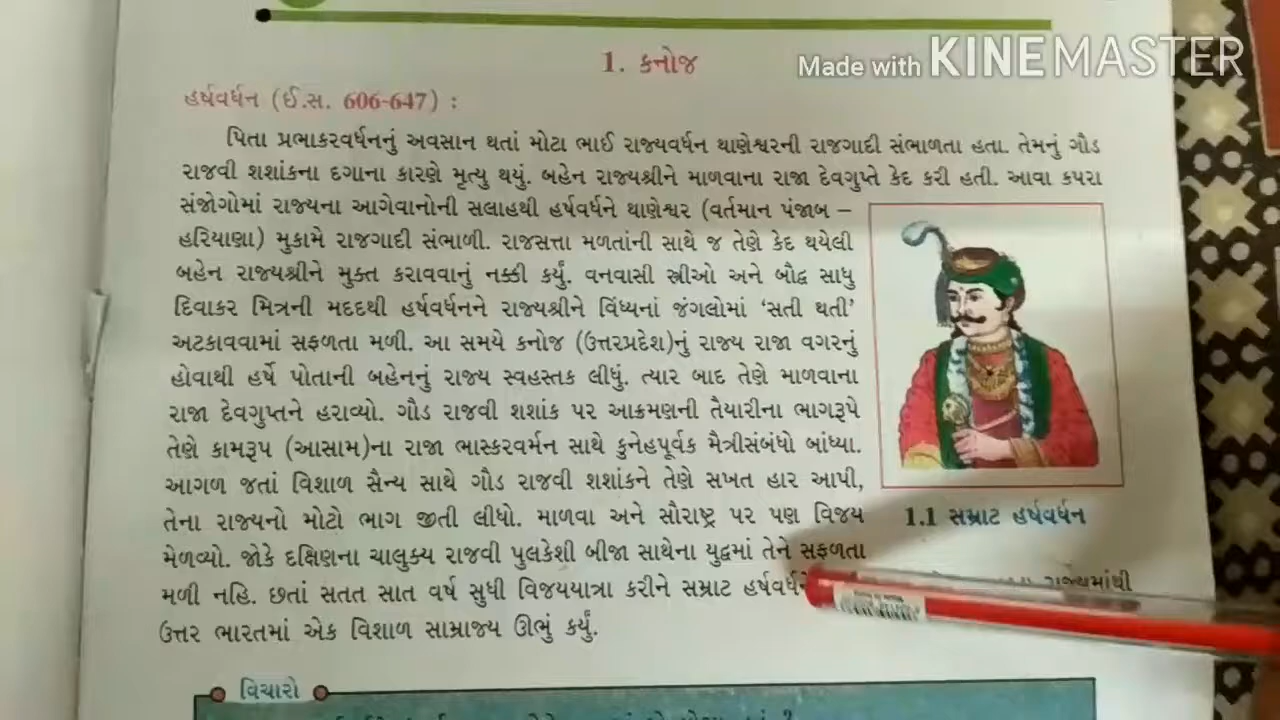 Made with KINEMASTER
1. કનોજ
હર્ષવર્ધન (ઈ.સ. 606-647) :
પિતા પ્રભાકરવર્ધનનું અવસાન થતાં મોટા ભાઈ રાજ્યવર્ધન થાણેશ્વરની રાજગાદી સંભાળતા હતા. તેમનું ગૌડ
રાજવી શશાંકના દગાના કારણે મૃત્યુ થયું. બહેન રાજ્યશ્રીને માળવાના રાજા દેવગુપ્તે કેદ કરી હતી. આવા કપરા
સંજોગોમાં રાજ્યના આગેવાનોની સલાહથી હર્ષવર્ધને થાણેશ્વર (વર્તમાન પંજાબ –
હરિયાણા) મુકામે રાજગાદી સંભાળી. રાજસત્તા મળતાંની સાથે જ તેણે કેદ થયેલી
બહેન રાજ્યશ્રીને મુક્ત કરાવવાનું નક્કી કર્યું. વનવાસી સ્ત્રીઓ અને બૌદ્ધ સાધુ
દિવાકર મિત્રની મદદથી હર્ષવર્ધનને રાજ્યશ્રીને વિંધ્યનાં જંગલોમાં ‘સતી થતી’
અટકાવવામાં સફળતા મળી. આ સમયે કનોજ (ઉત્તરપ્રદેશ)નું રાજ્ય રાજા વગરનું
હોવાથી હર્ષે પોતાની બહેનનું રાજ્ય સ્વહસ્તક લીધું. ત્યાર બાદ તેણે માળવાના
રાજા દેવગુપ્તને હરાવ્યો. ગૌડ રાજવી શશાંક પર આક્રમણની તૈયારીના ભાગરૂપે
તેણે કામરૂપ (આસામ)ના રાજા ભાસ્કરવર્મન સાથે કુનેહપૂર્વક મૈત્રીસંબંધો બાંધ્યા.
આગળ જતાં વિશાળ સૈન્ય સાથે ગૌડ રાજવી શશાંકને તેણે સખત હાર આપી,
તેના રાજ્યનો મોટો ભાગ જીતી લીધો. માળવા અને સૌરાષ્ટ્ર પર પણ વિજય
1.1 સમ્રાટ હર્ષવર્ધન
મેળવ્યો. જોકે દક્ષિણના ચાલુક્ય રાજવી પુલકેશી બીજા સાથેના યુદ્ધમાં તેને સફળતા
મળી નહિ. છતાં સતત સાત વર્ષ સુધી વિજયયાત્રા કરીને સમ્રાટ હર્ષવર્ધને રાજ્યમાંથી
ઉત્તર ભારતમાં એક વિશાળ સામ્રાજ્ય ઊભું કર્યું.
વિચારો